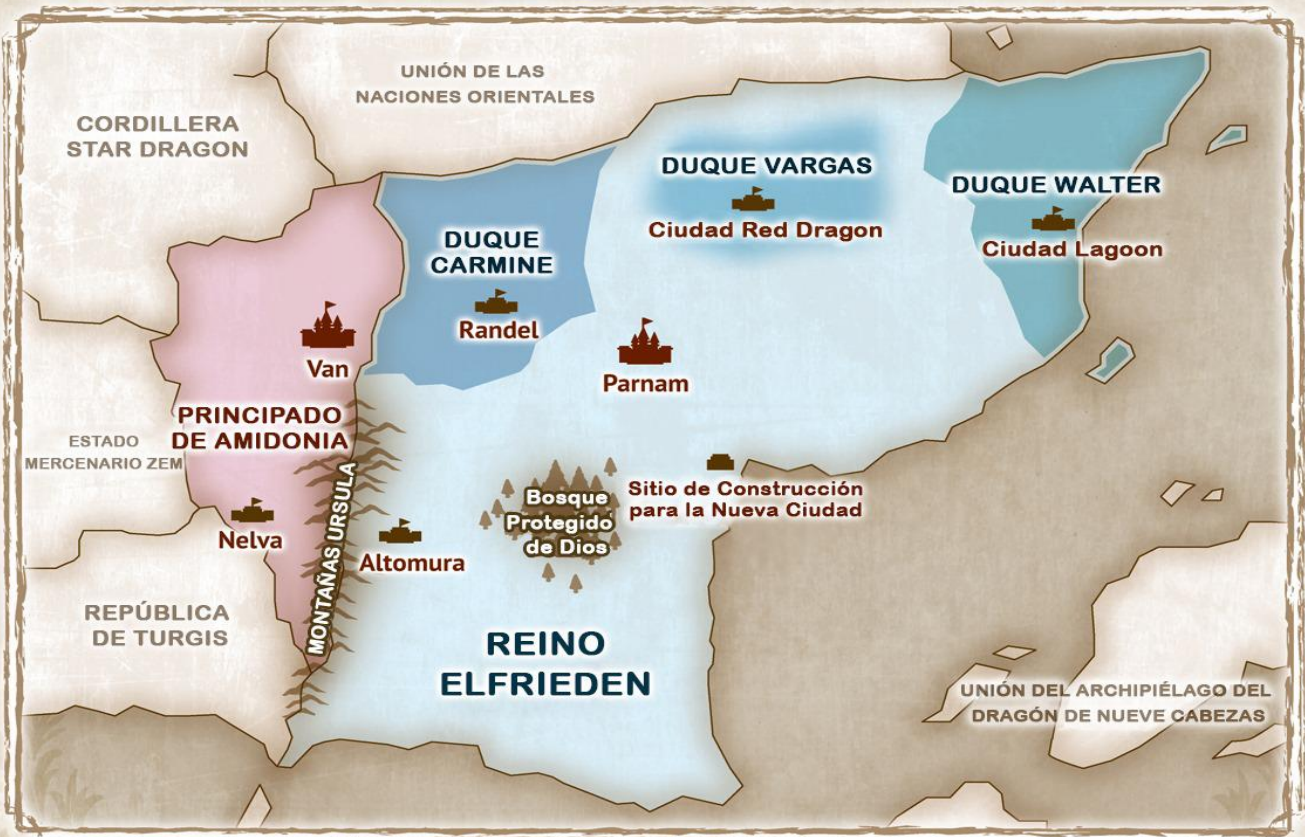 UNIÓN DE LAS
NACIONES ORIENTALES
CORDILLERA
STAR DRAGON
DUQUE VARGAS
Ciudad Red Dragon
DUQUE WALTER
Ciudad Lagoon
DUQUE
CARMINE
Randel
Van
Parnam
PRINCIPADO
DE AMIDONIA
ESTADO
MERCENARIO ZEM
Nelva
MONTAÑAS URSULA
Altomura
Bosque
Protegido
de Dios
Sitio de Construcción
para la Nueva Ciudad
REPÚBLICA
DE TURGIS
REINO
ELFRIEDEN
UNIÓN DEL ARCHIPIÉLAGO DEL
DRAGÓN DE NUEVE CABEZAS